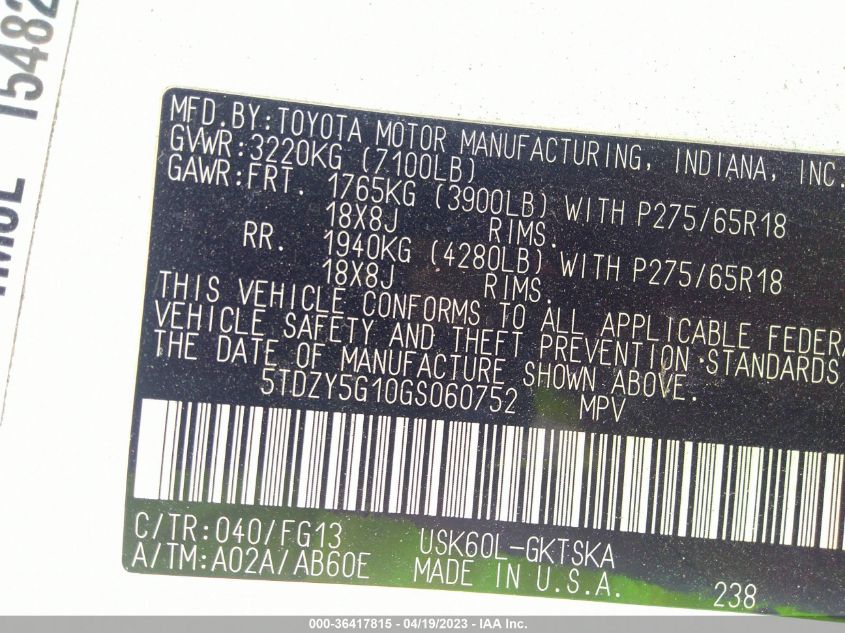 15482
MFD.BY:TOYOTA MOTOR MANUFACTURING, INDIANA, INC.
GVWR:3220KG (7100LB)
GAWR:FRT. 1765KG (3900LB) WITH P275/65R18
18X8J RIMS.
RR. 1940KG (4280LB) WITH P275/65R18
18X8J RIMS.
THIS VEHICLE CONFORMS TO ALL APPLICABLE FEDERA
VEHICLE SAFETY AND THEFT PREVENTION STANDARDS
THE DATE OF MANUFACTURE SHOWN ABOVE.
5TDZY5G10GS060752 MPV
C/TR:040/FG13 USK60L-GKTSKA
A/TM:A02A/AB60E MADE IN U.S.A. 238
000-36417815 - 04/19/2023 - IAA Inc.